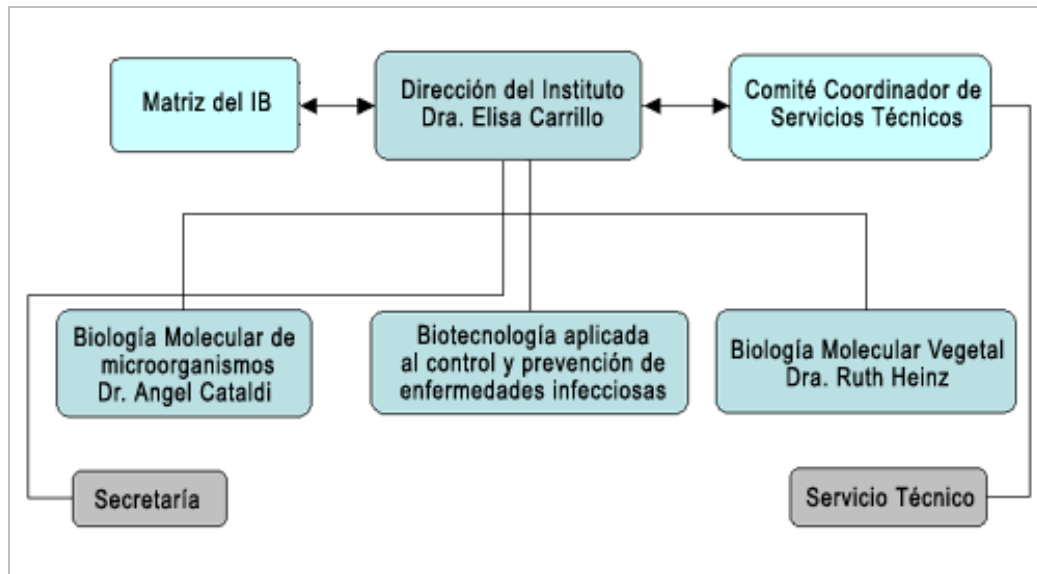 Matriz del IB
Dirección del Instituto
Dra. Elisa Carrillo
Comité Coordinador de
Servicios Técnicos
Biología Molecular de
microorganismos
Dr. Angel Cataldi
Biotecnología aplicada
al control y prevención de
enfermedades infecciosas
Biología Molecular Vegetal
Dra. Ruth Heinz
Secretaría
Servicio Técnico